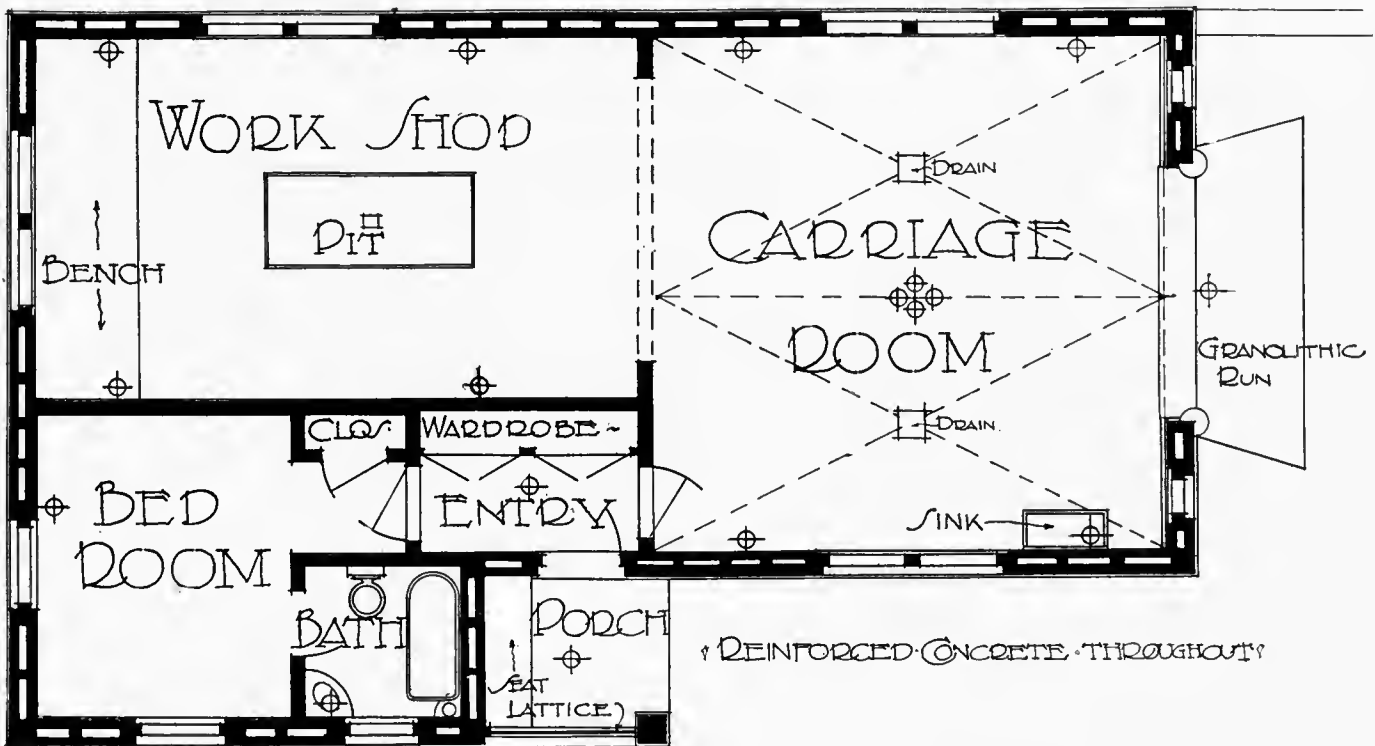 WORK SHOP
PIT
BENCH
DRAIN
CARRIAGE
ROOM
GRANOLITHIC
RUN
DRAIN
CLOS.
WARDROBE
BED
ROOM
ENTRY
SINK
BATH
PORCH
SEAT
LATTICE
REINFORCED·CONCRETE·THROUGHOUT